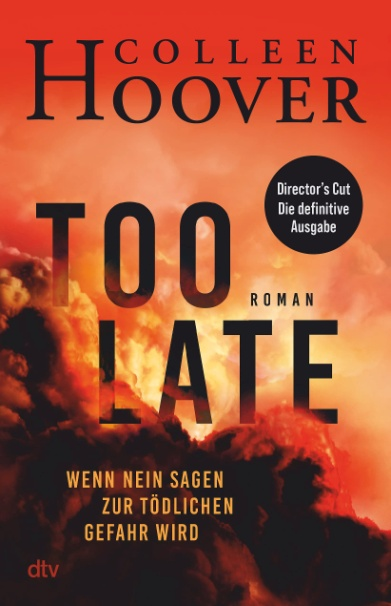 COLLEEN
HOOVER
Director's Cut
Die definitive
Ausgabe
TOO
ROMAN
LATE
WENN NEIN SAGEN
ZUR TÖDLICHEN
GEFAHR WIRD
dtv